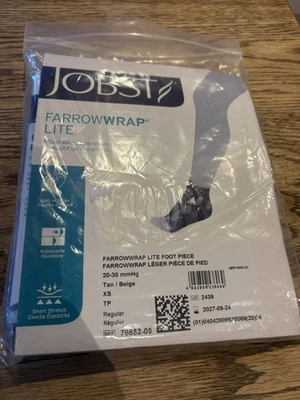 JOBST
FARROWWRAP®
LITE
Adjustable
Ajustable
Short Stretch
Courte Élasticité
FARROWWRAP LITE FOOT PIECE
FARROWWRAP LÉGER PIÈCE DE PIED
20-30 mmHg
Tan / Beige
XS
TP
Regular
Régulier
REF 76652-05
2439
2027-09-24